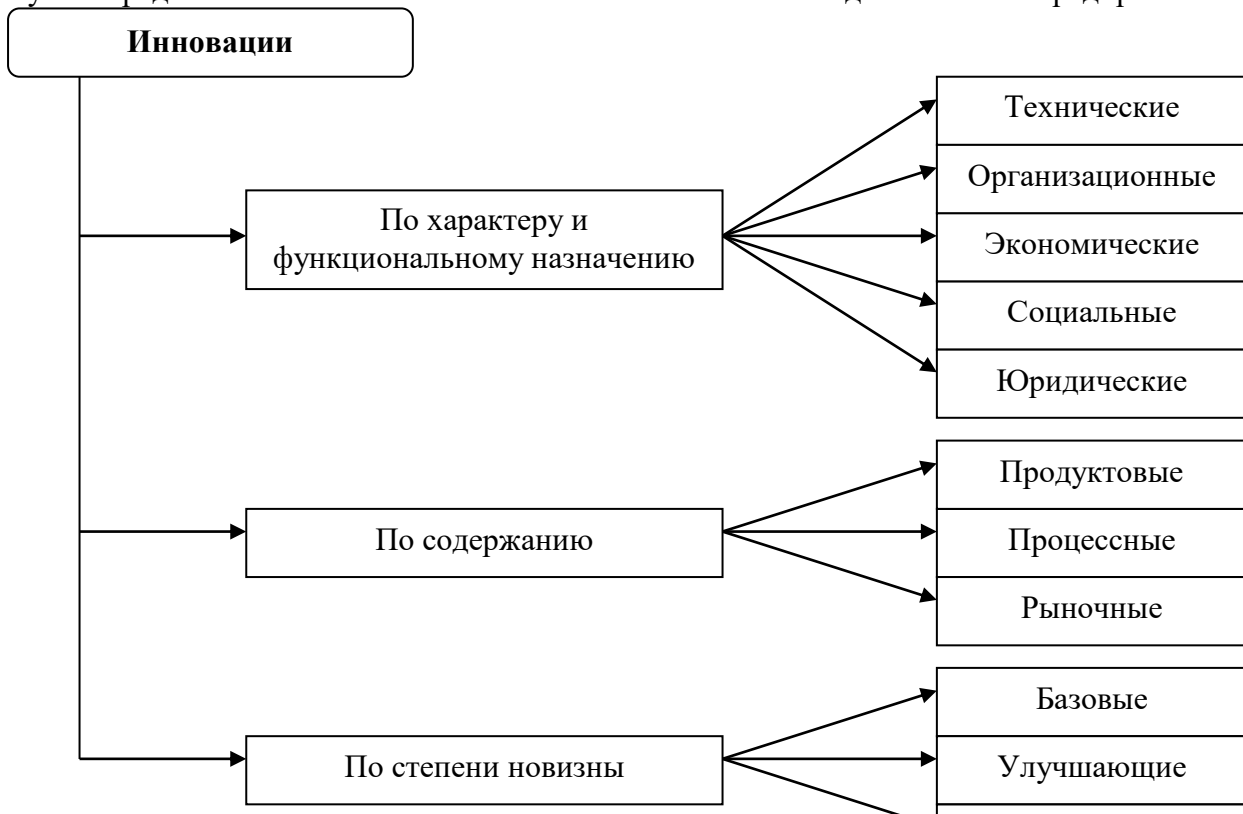 Инновации
Технические
Организационные
По характеру и
функциональному назначению
Экономические
Социальные
Юридические
Продуктовые
По содержанию
Процессные
Рыночные
Базовые
По степени новизны
Улучшающие